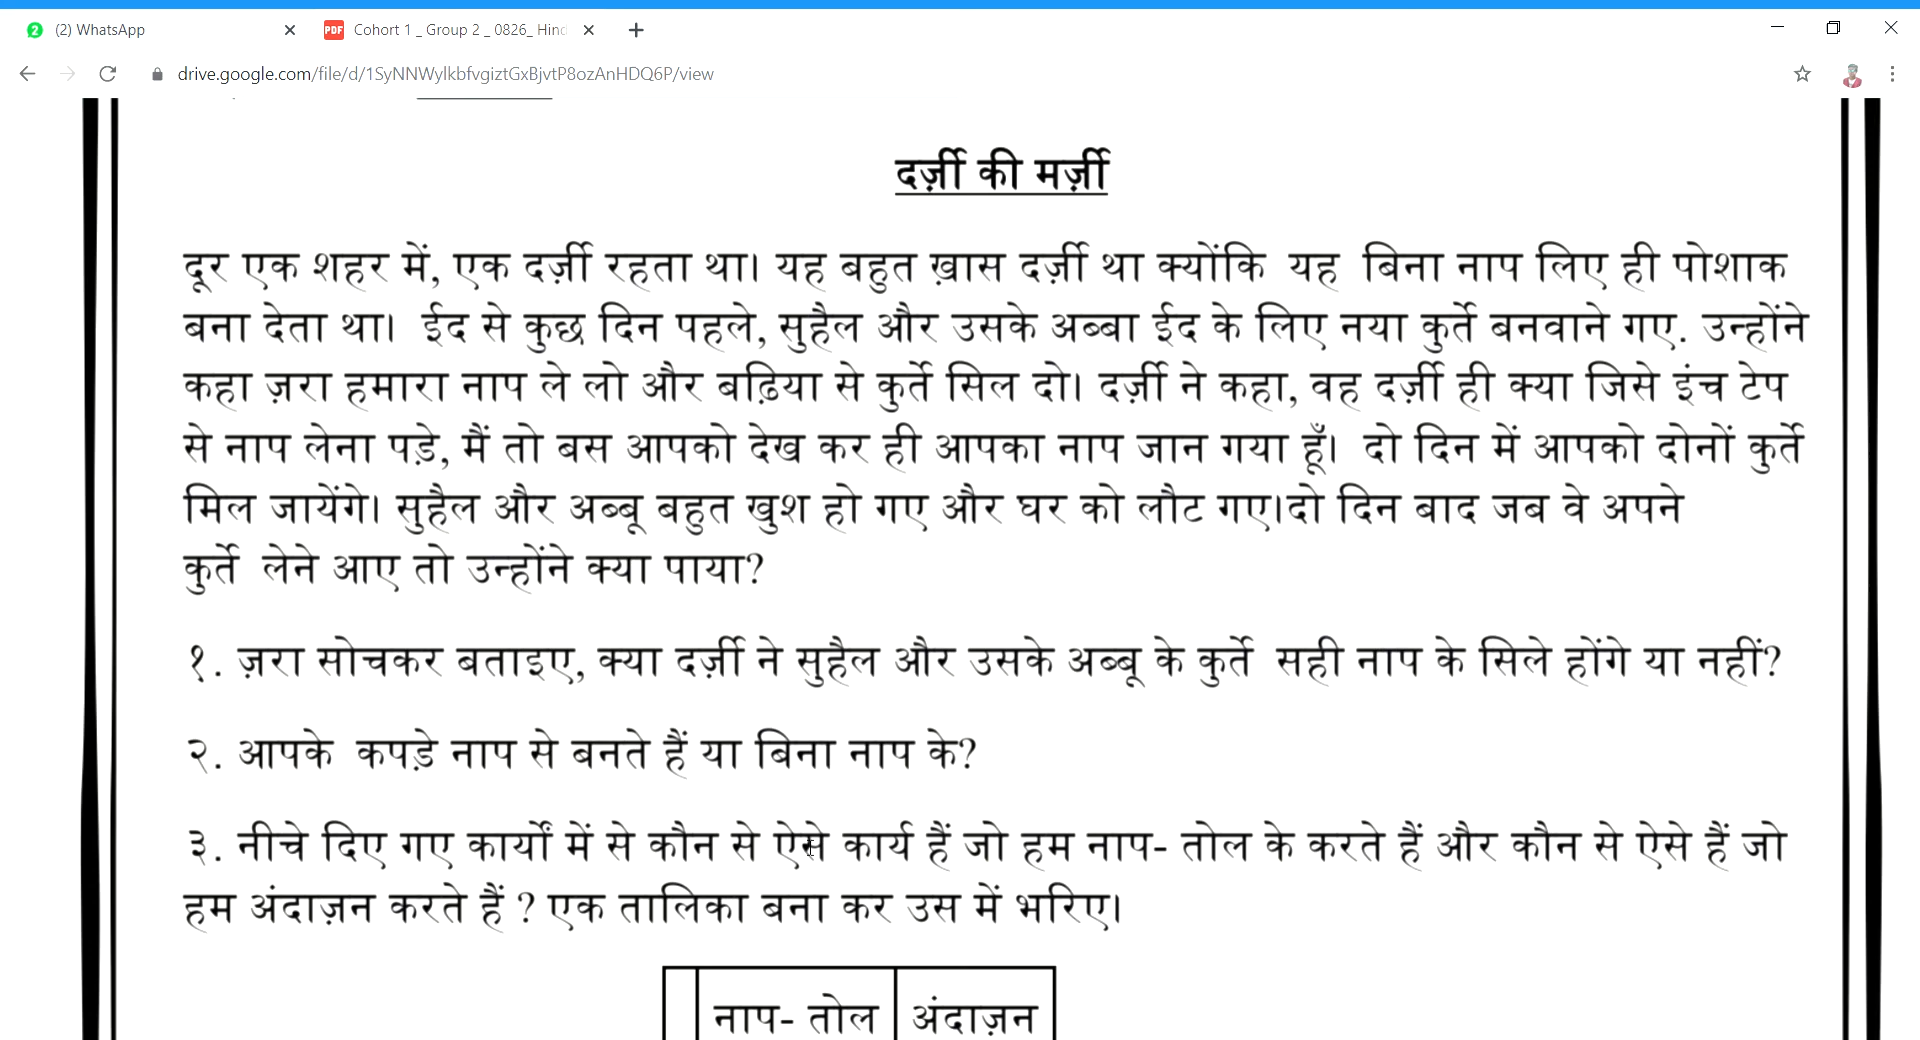 (2) WhatsApp
Cohort 1 _ Group 2 _ 0826_ Hind
drive.google.com/file/d/1SyNNWylkbfvgiztGxBjvtP8ozAnHDQ6P/view
दर्ज़ी की मर्ज़ी
दूर एक शहर में, एक दर्ज़ी रहता था। यह बहुत ख़ास दर्ज़ी था क्योंकि यह बिना नाप लिए ही पोशाक
बना देता था। ईद से कुछ दिन पहले, सुहैल और उसके अब्बा ईद के लिए नया कुर्ते बनवाने गए. उन्होंने
कहा ज़रा हमारा नाप ले लो और बढ़िया से कुर्ते सिल दो। दर्ज़ी ने कहा, वह दर्ज़ी ही क्या जिसे इंच टेप
से नाप लेना पड़े, मैं तो बस आपको देख कर ही आपका नाप जान गया हूँ। दो दिन में आपको दोनों कुर्ते
मिल जायेंगे। सुहैल और अब्बू बहुत खुश हो गए और घर को लौट गए।दो दिन बाद जब वे अपने
कुर्ते लेने आए तो उन्होंने क्या पाया?
१. ज़रा सोचकर बताइए, क्या दर्ज़ी ने सुहैल और उसके अब्बू के कुर्ते सही नाप के सिले होंगे या नहीं?
२. आपके कपड़े नाप से बनते हैं या बिना नाप के?
३. नीचे दिए गए कार्यों में से कौन से ऐसे कार्य हैं जो हम नाप- तोल के करते हैं और कौन से ऐसे हैं जो
हम अंदाज़न करते हैं ? एक तालिका बना कर उस में भरिए।
नाप- तोल अंदाज़न